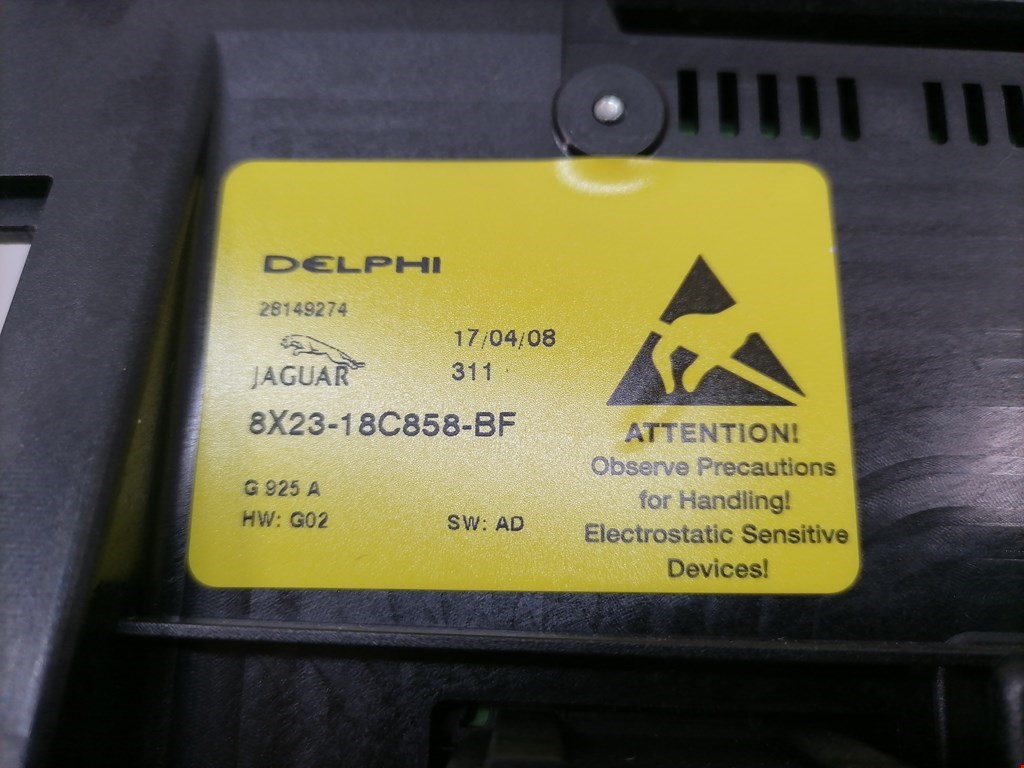 DELPHI
28149274
JAGUAR
17/04/08
311
8X23-18C858-BF
G 925 A
HW: G02
SW: AD
ATTENTION!
Observe Precautions
for Handling!
Electrostatic Sensitive
Devices!